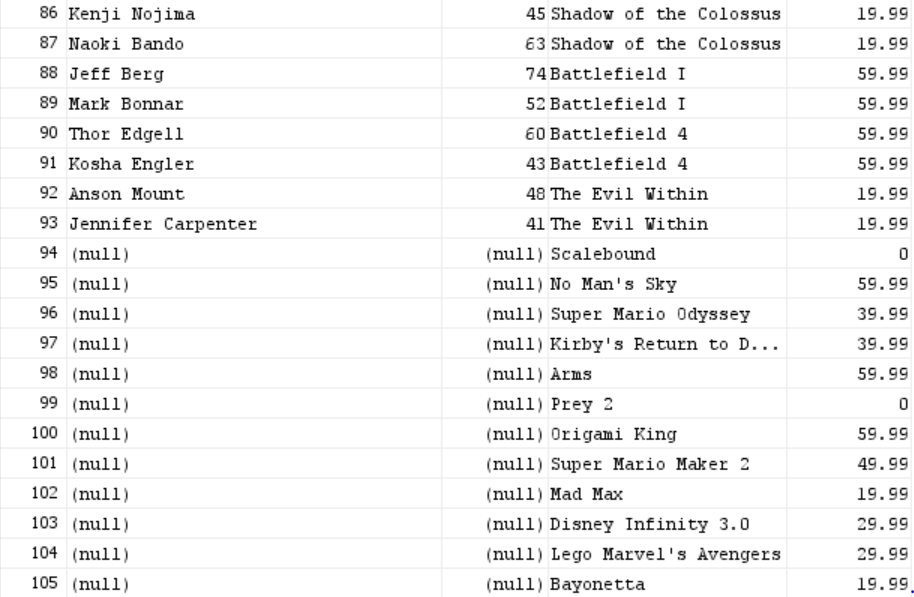 86 Kenji Nojima 45 Shadow of the Colossus 19.99
87 Naoki Bando 63 Shadow of the Colossus 19.99
88 Jeff Berg 74 Battlefield I 59.99
89 Mark Bonnar 52 Battlefield I 59.99
90 Thor Edgell 60 Battlefield 4 59.99
91 Kosha Engler 43 Battlefield 4 59.99
92 Anson Mount 48 The Evil Within 19.99
93 Jennifer Carpenter 41 The Evil Within 19.99
94 (null) (null) Scalebound 0
95 (null) (null) No Man's Sky 59.99
96 (null) (null) Super Mario Odyssey 39.99
97 (null) (null) Kirby's Return to D... 39.99
98 (null) (null) Arms 59.99
99 (null) (null) Prey 2 0
100 (null) (null) Origami King 59.99
101 (null) (null) Super Mario Maker 2 49.99
102 (null) (null) Mad Max 19.99
103 (null) (null) Disney Infinity 3.0 29.99
104 (null) (null) Lego Marvel's Avengers 29.99
105 (null) (null) Bayonetta 19.99